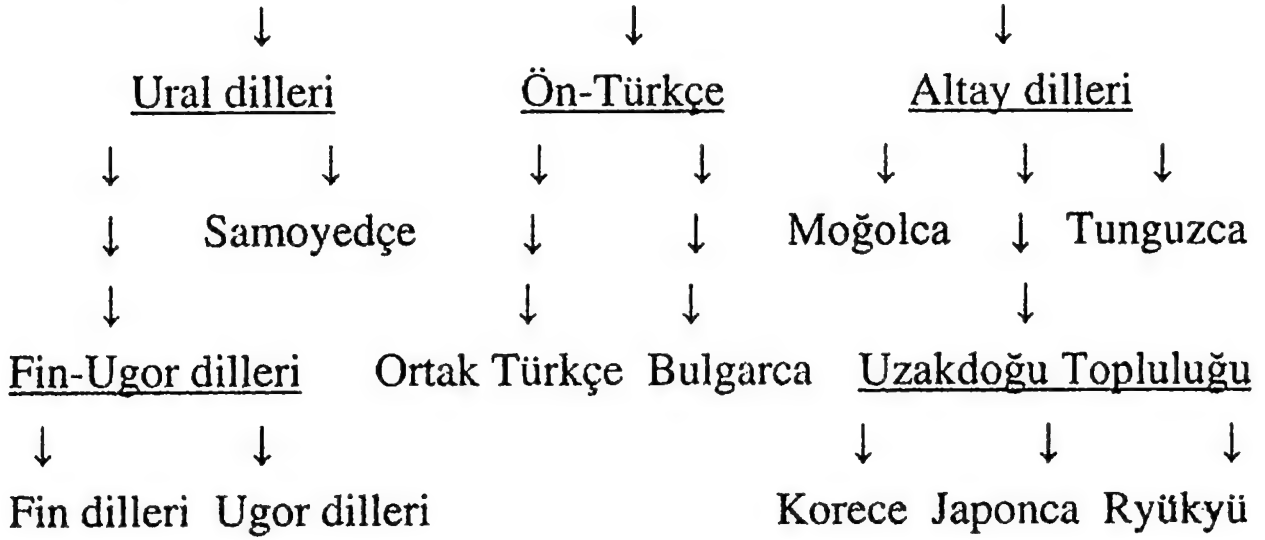 ↓ ↓ ↓
Ural dilleri Ön-Türkçe Altay dilleri
↓ ↓ ↓ ↓ ↓ ↓ ↓
↓ Samoyedçe ↓ ↓ Moğolca ↓ Tunguzca
↓ ↓ ↓ ↓
Fin-Ugor dilleri Ortak Türkçe Bulgarca Uzakdoğu Topluluğu
↓ ↓ ↓ ↓ ↓
Fin dilleri Ugor dilleri Korece Japonca Ryükyü